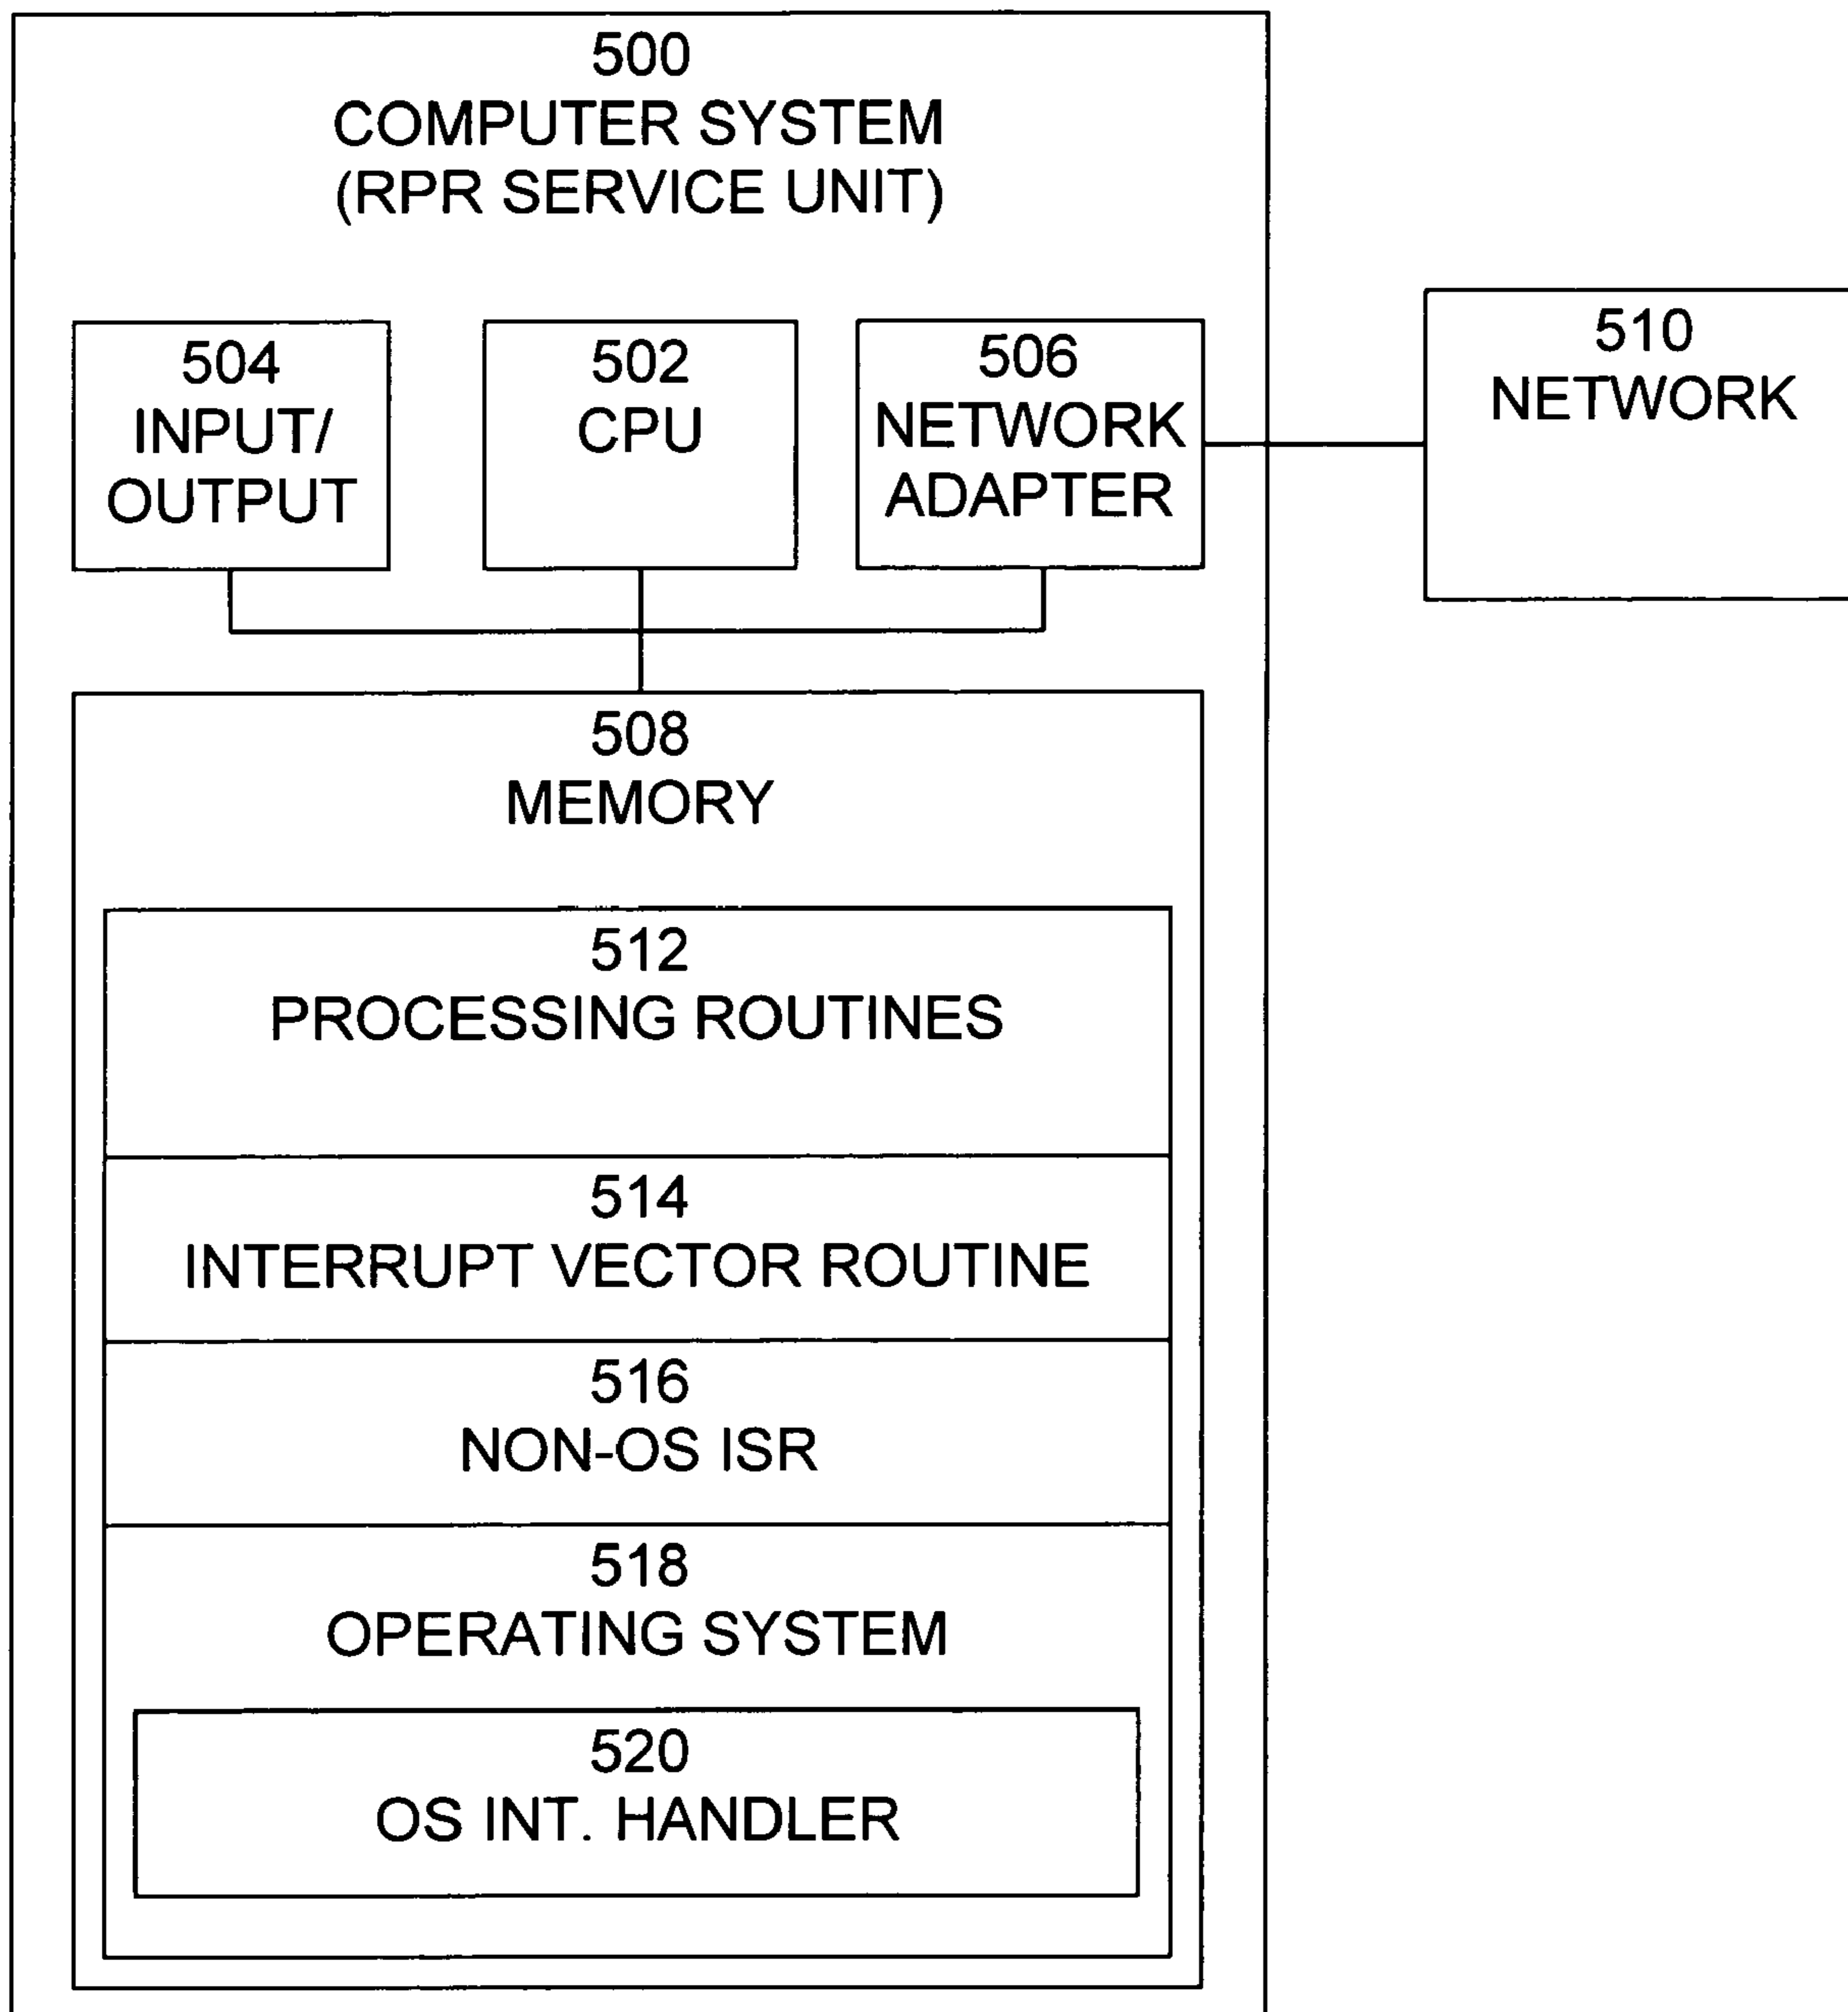 500
COMPUTER SYSTEM
(RPR SERVICE UNIT)
504
INPUT/
OUTPUT
502
CPU
506
NETWORK
ADAPTER
510
NETWORK
508
MEMORY
512
PROCESSING ROUTINES
514
INTERRUPT VECTOR ROUTINE
516
NON-OS ISR
518
OPERATING SYSTEM
520
OS INT. HANDLER